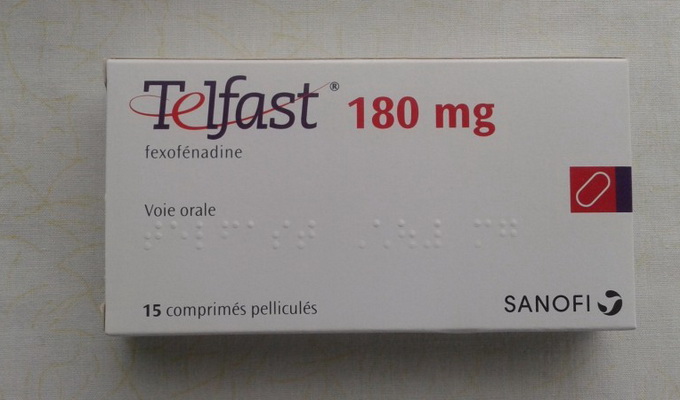 Telfast® 180 mg
fexofénadine
Voie orale
15 comprimés pelliculés
SANOFI